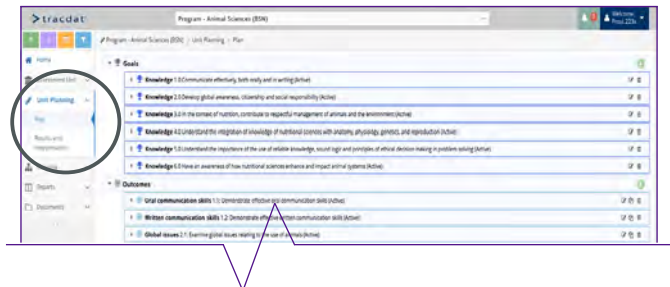 tracdat
Program - Animal Sciences (BSN)
Welcome,
Program - Animal Sciences (BSN) > Unit Planning > Plan
Home
Assessment Unit
Unit Planning
Plan
Results and
Reports
Documents
Goals
Knowledge 1.0 Communicate effectively, both orally and in writing (Active)
Knowledge 2.0 Develop global awareness, citizenship and social responsibility (Active)
Knowledge 3.0 In the context of nutrition, contribute to respectful management of animals and the environment (Active)
Knowledge 4.0 Understand the integration of knowledge of nutritional sciences with anatomy, physiology, genetics, and reproduction (Active)
Knowledge 5.0 Understand the importance of the use of reliable knowledge, sound logic and principles of ethical decision making in problem solving (Active)
Knowledge 6.0 Have an awareness of how nutritional sciences enhance and impact animal systems (Active)
Outcomes
Oral communication skills 1.1: Demonstrate effective oral communication skills (Active)
Written communication skills 1.2: Demonstrate effective written communication skills (Active)
Global issues 2.1: Examine global issues relating to the use of animals (Active)